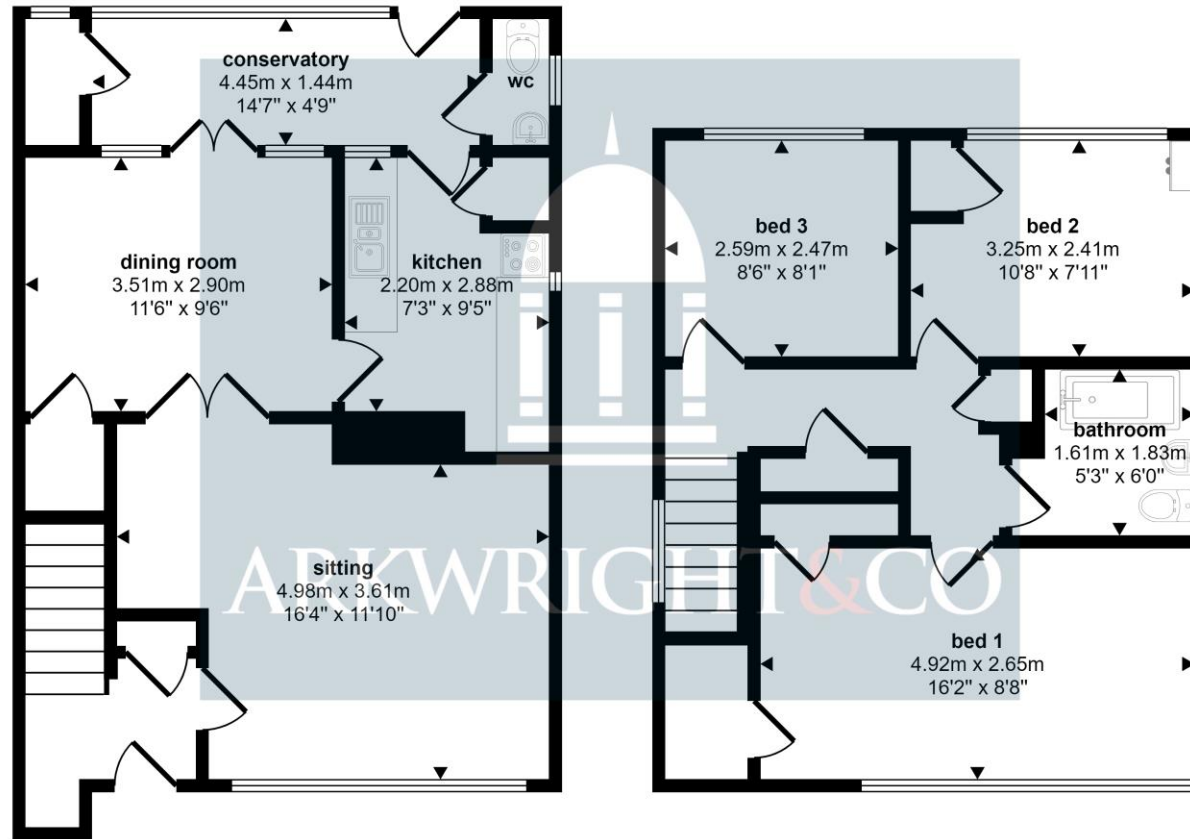 conservatory
4.45m x 1.44m
14'7" x 4'9"
wc
dining room
3.51m x 2.90m
11'6" x 9'6"
kitchen
2.20m x 2.88m
7'3" x 9'5"
sitting
4.98m x 3.61m
16'4" x 11'10"
bed 3
2.59m x 2.47m
8'6" x 8'1"
bed 2
3.25m x 2.41m
10'8" x 7'11"
bathroom
1.61m x 1.83m
5'3" x 6'0"
bed 1
4.92m x 2.65m
16'2" x 8'8"
ARKWRIGHT&CO